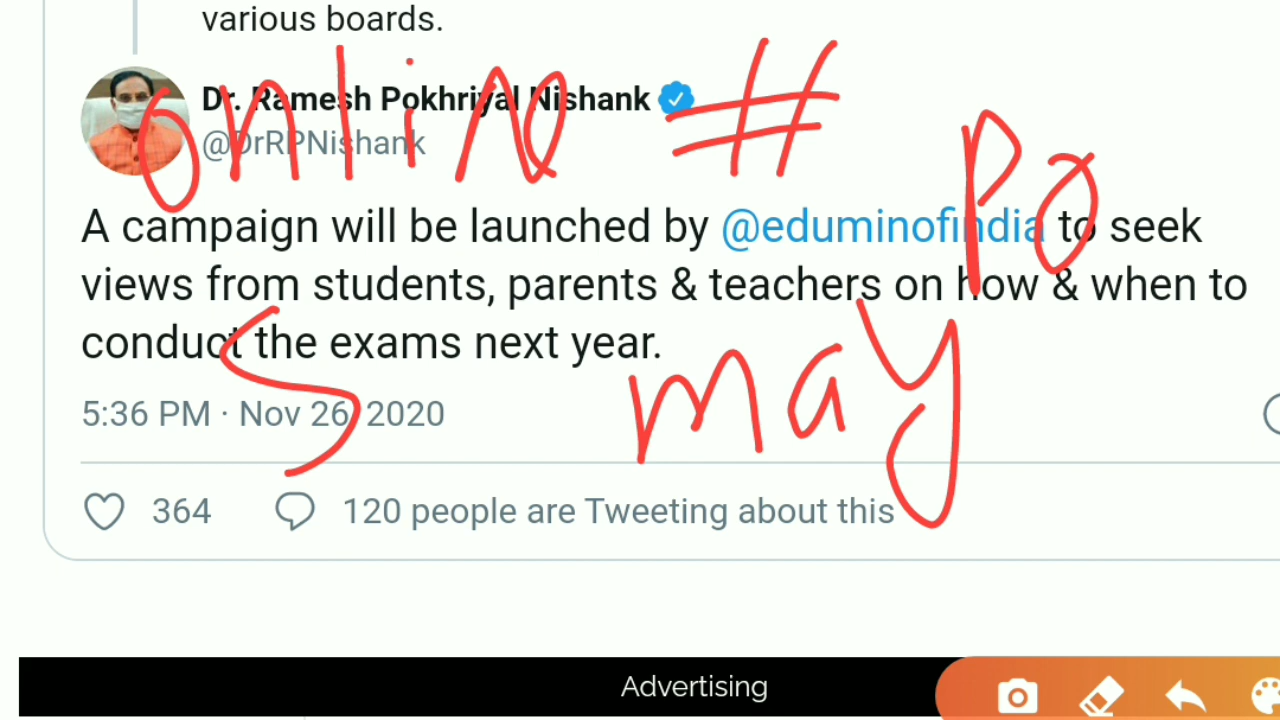 various boards.
Dr. Ramesh Pokhriyal Nishank
@DrRPNishank
online #
PO
A campaign will be launched by @eduminofindia to seek
views from students, parents & teachers on how & when to
conduct the exams next year.
5 may
5:36 PM · Nov 26, 2020
364 120 people are Tweeting about this
Advertising